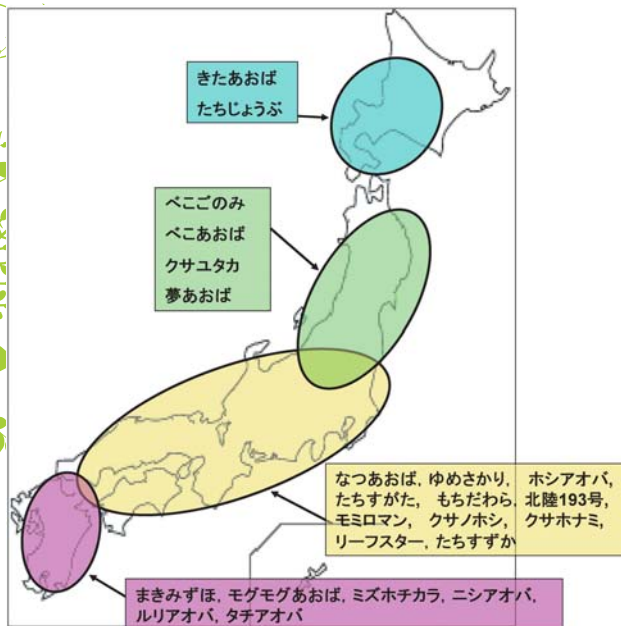 きたあおば
たちじょうぶ
べこごのみ
べこあおば
クサユタカ
夢あおば
なつあおば, ゆめさかり, ホシアオバ,
たちすがた, もちだわら, 北陸193号,
モミロマン, クサノホシ, クサホナミ,
リーフスター, たちすずか
まきみずほ, モグモグあおば, ミズホチカラ, ニシアオバ,
ルリアオバ, タチアオバ